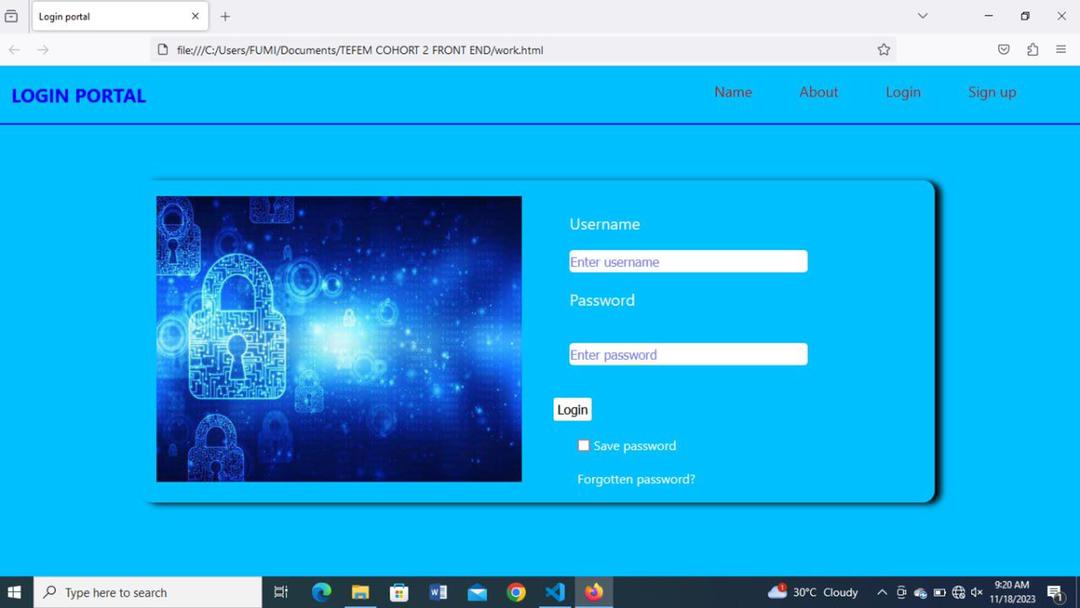 Login portal
file:///C:/Users/FUMI/Documents/TEFEM COHORT 2 FRONT END/work.html
LOGIN PORTAL
Name
About
Login
Sign up
Username
Enter username
Password
Enter password
Login
Save password
Forgotten password?
Type here to search
30°C Cloudy
9:20 AM
11/18/2023